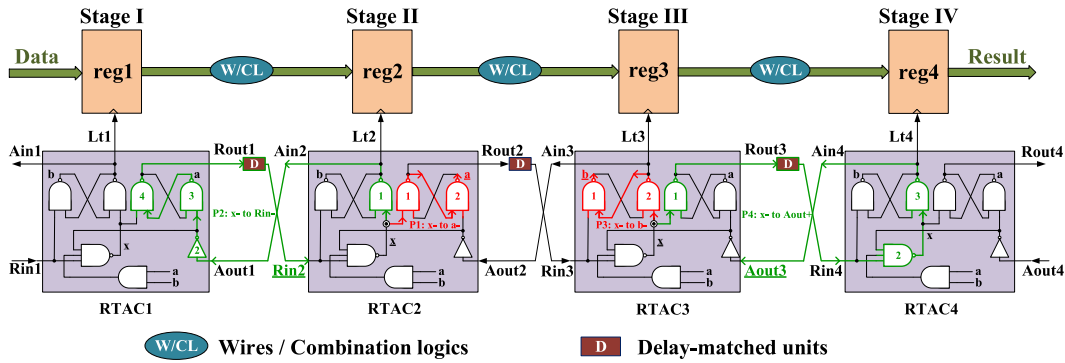 Stage I Stage II Stage III Stage IV
Data reg1 W/CL reg2 W/CL reg3 W/CL reg4 Result
Lt1 Lt2 Lt3 Lt4
Ain1 Rout1 D Ain2 Rout2 D Ain3 Rout3 D Ain4 Rout4
b a b a b a b a
4 3 1 1 2 1 2 1 3
P2: x- to Rin- P1: x- to a- P3: x- to b- P4: x- to Aout+
x 2 x x x 2
Rin1 Aout1 Rin2 Aout2 Rin3 Aout3 Rin4 Aout4
a a a a
b b b b
RTAC1 RTAC2 RTAC3 RTAC4
W/CL Wires / Combination logics D Delay-matched units